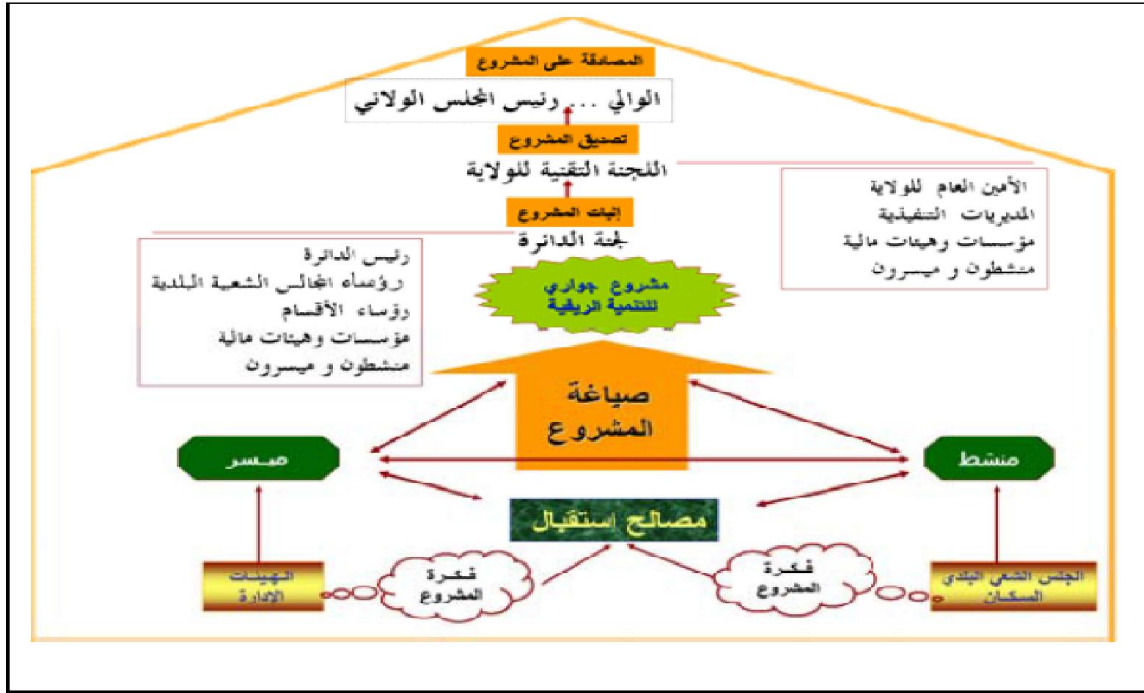 المصادقة على المشروع
الوالي ... رئيس المجلس الولائي
تصديق المشروع
اللجنة التقنية للولاية
الأمين العام للولاية
المديريات التنفيذية
مؤسسات وهيئات مالية
منشطون و ميسرون
إثبات المشروع
لجنة الدائرة
رئيس الدائرة
رؤساء المجالس الشعبية البلدية
رؤساء الأقسام
مؤسسات وهيئات مالية
منشطون و ميسرون
مشروع جواري
للتنمية الريفية
صياغة
المشروع
منشط
ميسر
مصالح إستقبال
فكرة
المشروع
فكرة
المشروع
المجلس الشعبي البلدي
السكان
الهيئات
الإدارة